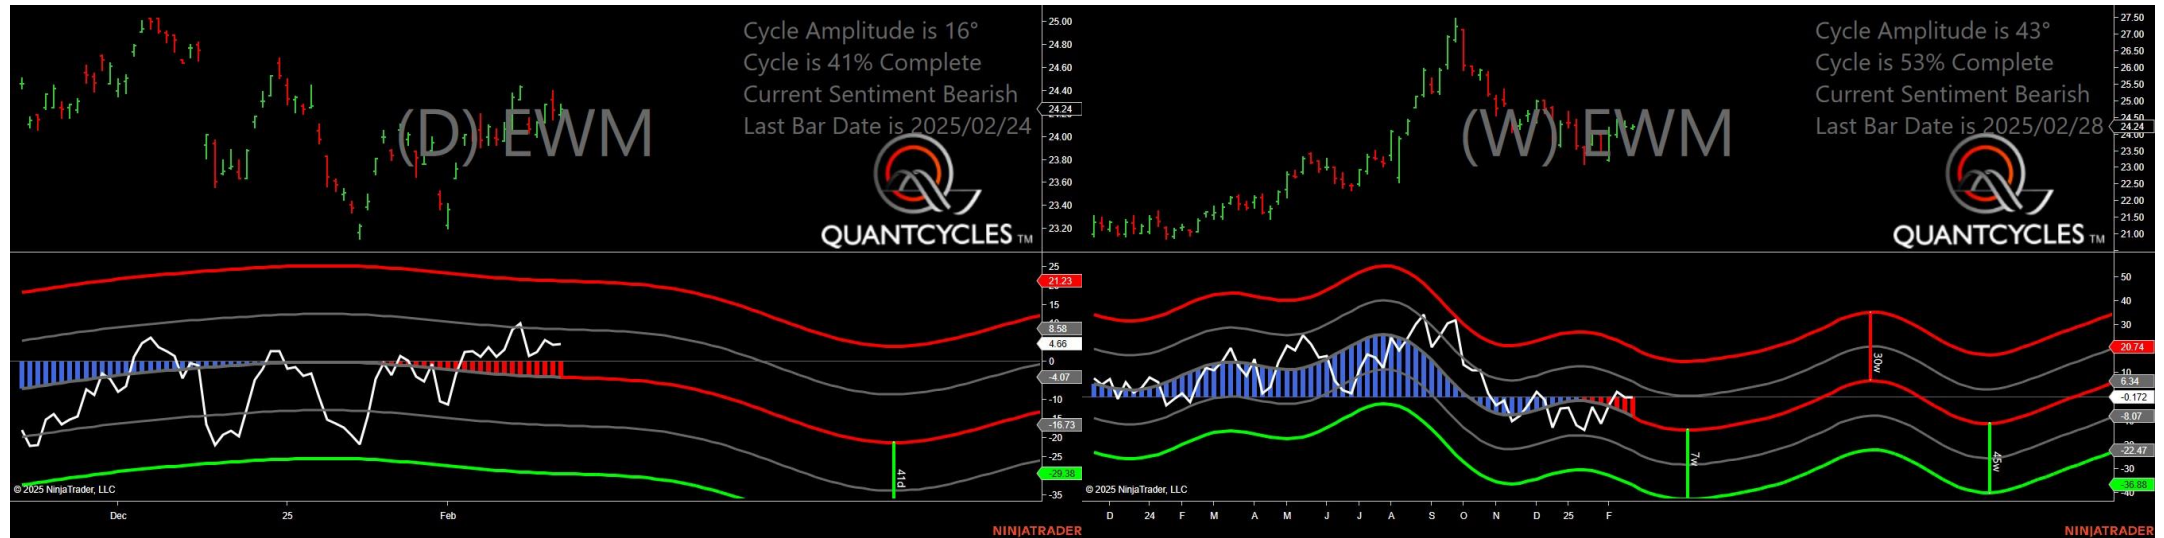 Cycle Amplitude is 16°
Cycle is 41% Complete
Current Sentiment Bearish
Last Bar Date is 2025/02/24
(D) EWM
QUANTCYCLES TM
25.00
24.80
24.60
24.40
24.24
24.00
23.80
23.60
23.40
23.20
25
21.23
15
8.58
4.66
0
-4.07
-10
-16.73
-20
-25
-29.38
-35
41d
© 2025 NinjaTrader, LLC
Dec
25
Feb
NINJATRADER
Cycle Amplitude is 43°
Cycle is 53% Complete
Current Sentiment Bearish
Last Bar Date is 2025/02/28
(W) EWM
QUANTCYCLES TM
27.50
27.00
26.50
26.00
25.50
25.00
24.50
24.24
24.00
23.50
23.00
22.50
22.00
21.50
21.00
50
40
30
20.74
10
6.34
-0.172
-8.07
-22.47
-30
-36.88
-40
30w
7w
45w
© 2025 NinjaTrader, LLC
D
24
F
M
A
M
J
J
A
S
O
N
D
25
F
NINJATRADER